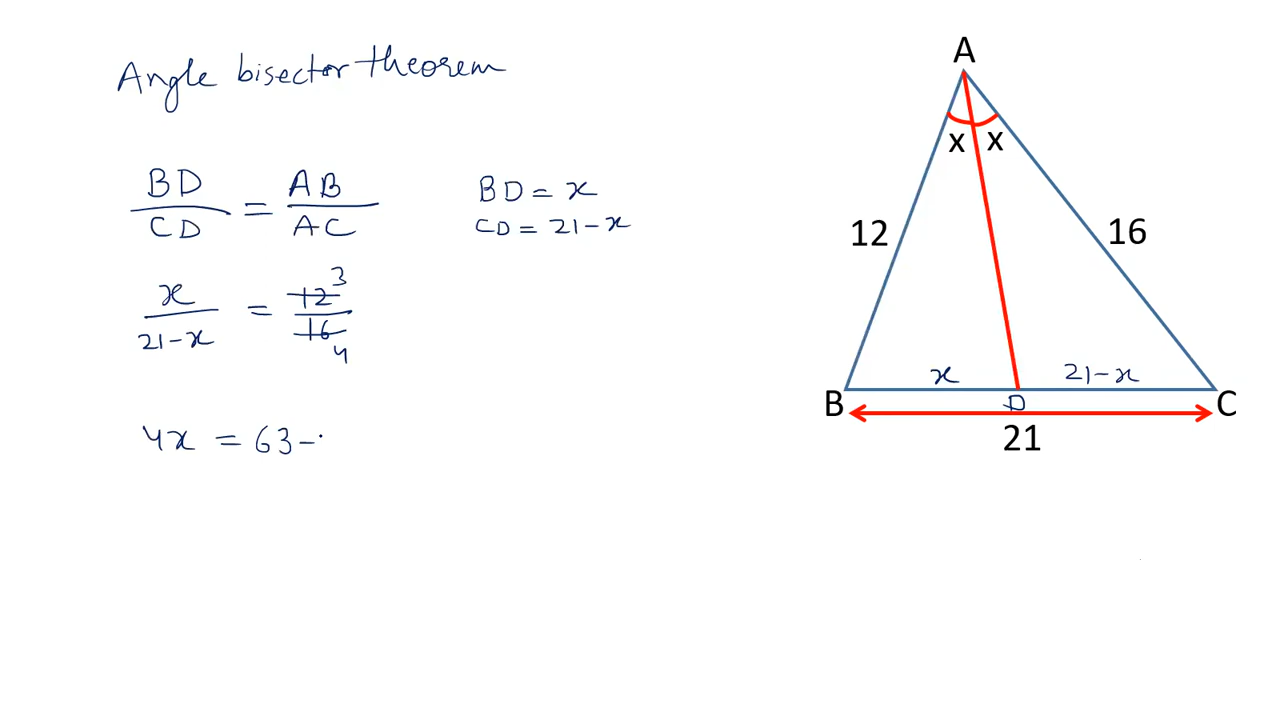 Angle bisector theorem
BD/CD = AB/AC
BD = x
CD = 21-x
x/21-x = 12 3/16 4
4x = 63-
A
x x
12
16
x
21-x
B
D
C
21